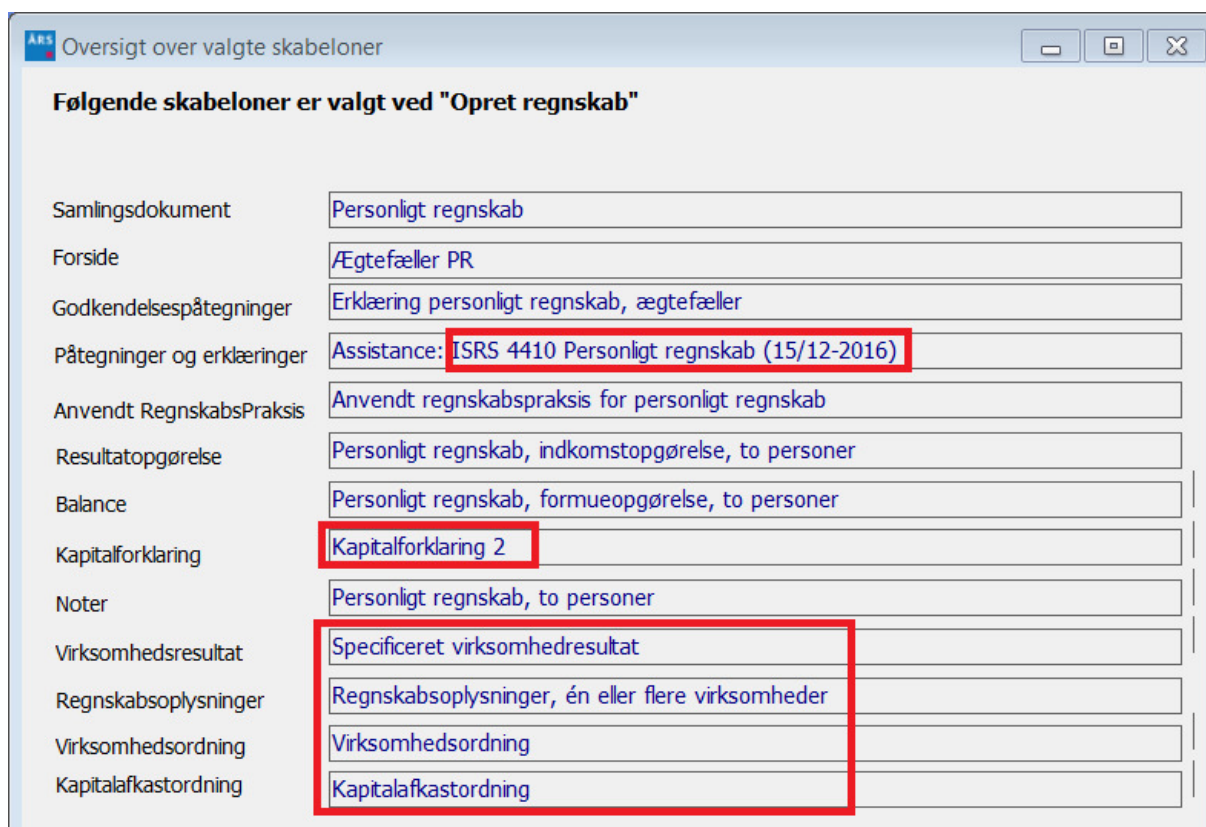 ÅRS Oversigt over valgte skabeloner
Følgende skabeloner er valgt ved "Opret regnskab"
Samlingsdokument Personligt regnskab
Forside Ægtefæller PR
Godkendelsespåtegninger Erklæring personligt regnskab, ægtefæller
Påtegninger og erklæringer Assistance: ISRS 4410 Personligt regnskab (15/12-2016)
Anvendt RegnskabsPraksis Anvendt regnskabspraksis for personligt regnskab
Resultatopgørelse Personligt regnskab, indkomstopgørelse, to personer
Balance Personligt regnskab, formueopgørelse, to personer
Kapitalforklaring Kapitalforklaring 2
Noter Personligt regnskab, to personer
Virksomhedsresultat Specificeret virksomhedresultat
Regnskabsoplysninger Regnskabsoplysninger, én eller flere virksomheder
Virksomhedsordning Virksomhedsordning
Kapitalafkastordning Kapitalafkastordning